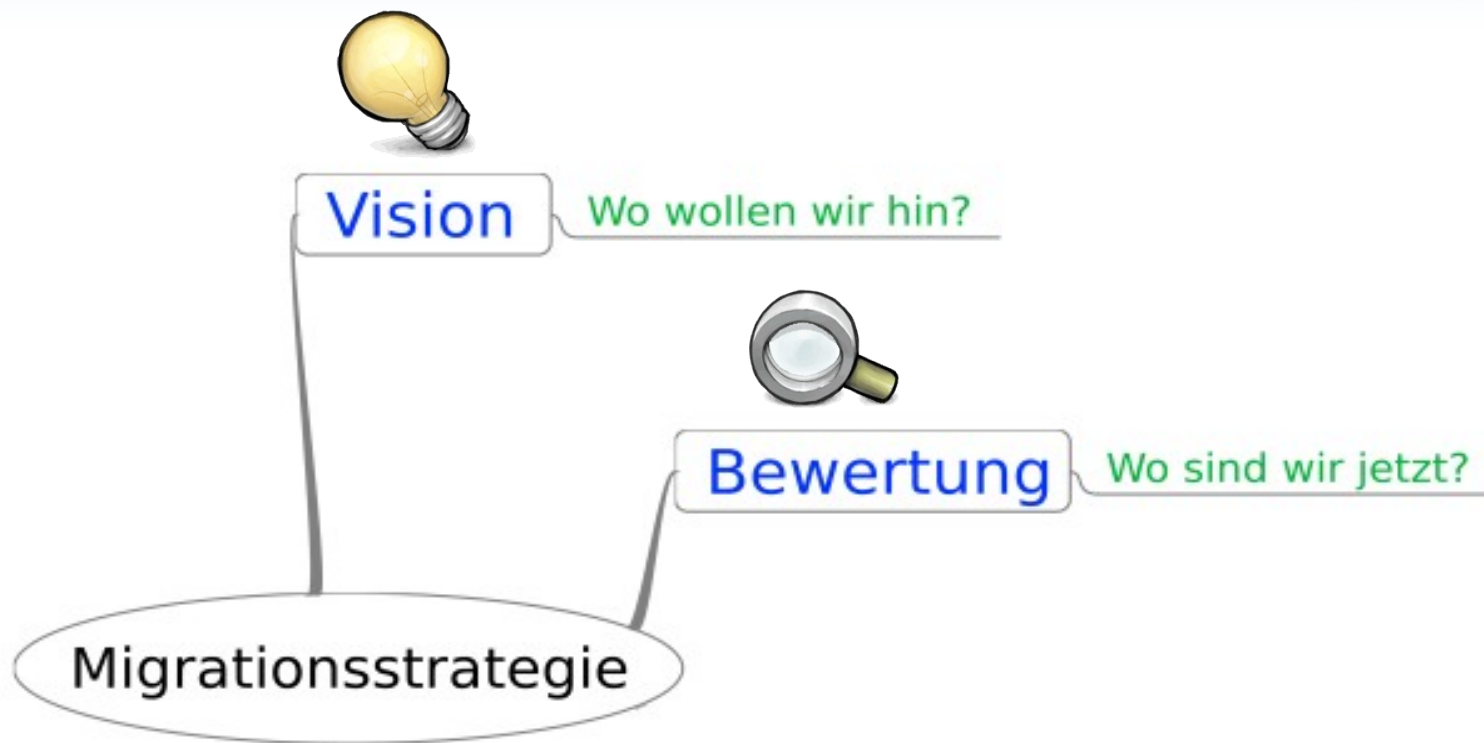 Vision
Wo wollen wir hin?
Bewertung
Wo sind wir jetzt?
Migrationsstrategie